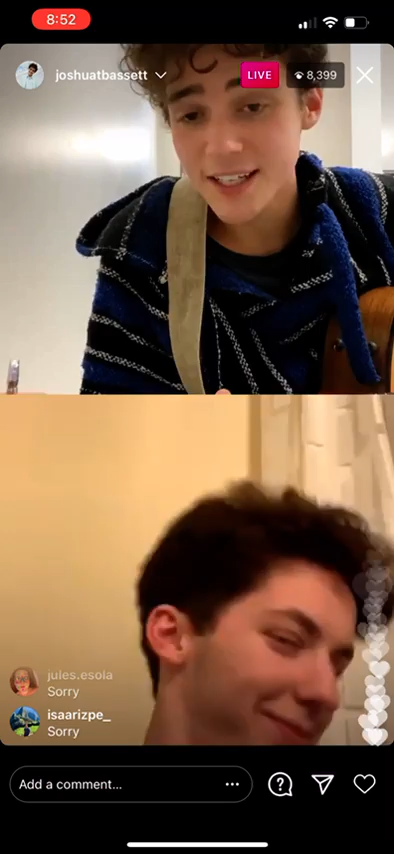 8:52
joshuatbassett
LIVE
8,399
jules.esola
Sorry
isaarizpe_
Sorry
Add a comment...